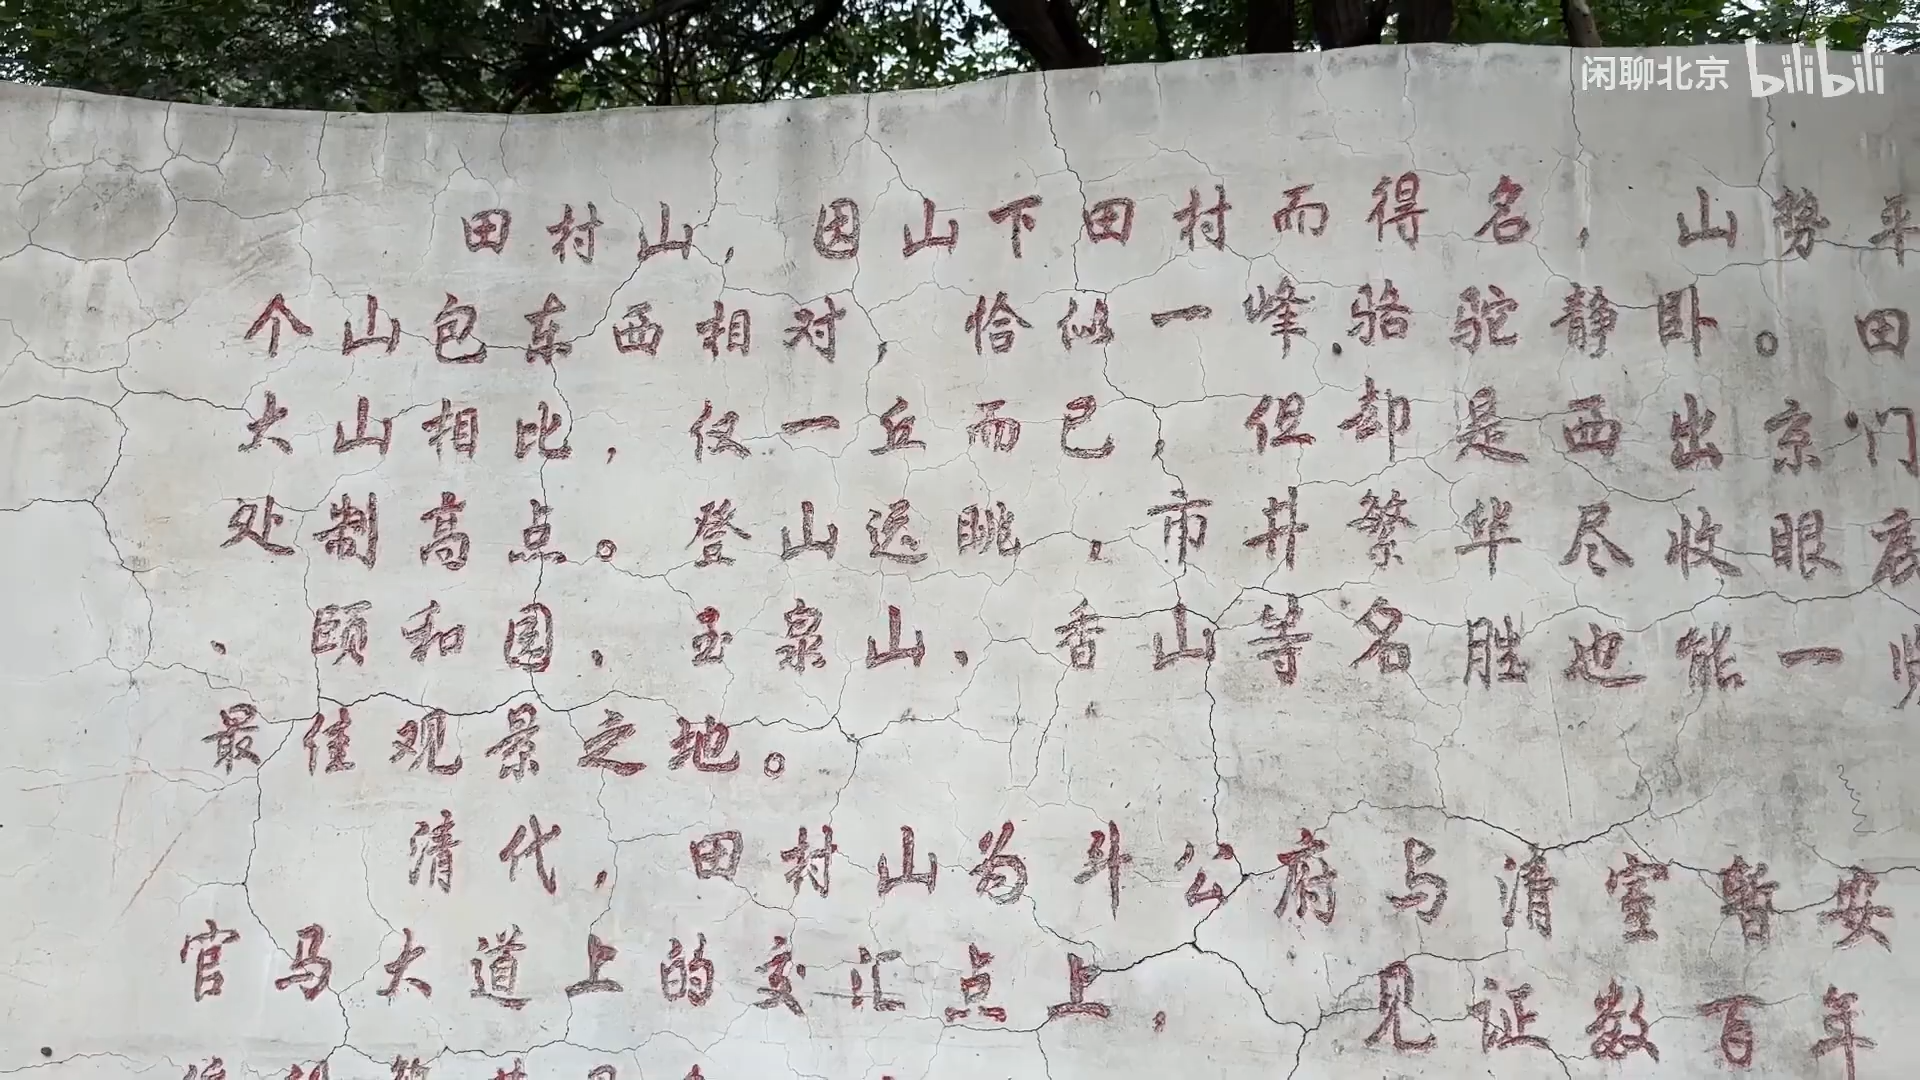 闲聊北京 bilibili
田村山，因山下田村而得名，山势平
个山包东西相对，恰似一峰骆驼静卧。田
大山相比，仅一丘而已，但却是西出京门
处制高点。登山远眺，市井繁华尽收眼底
、颐和园、玉泉山、香山等名胜也能一览
最佳观景之地。
清代，田村山为斗公府与清室暂安
官马大道上的交汇点上，见证数百年